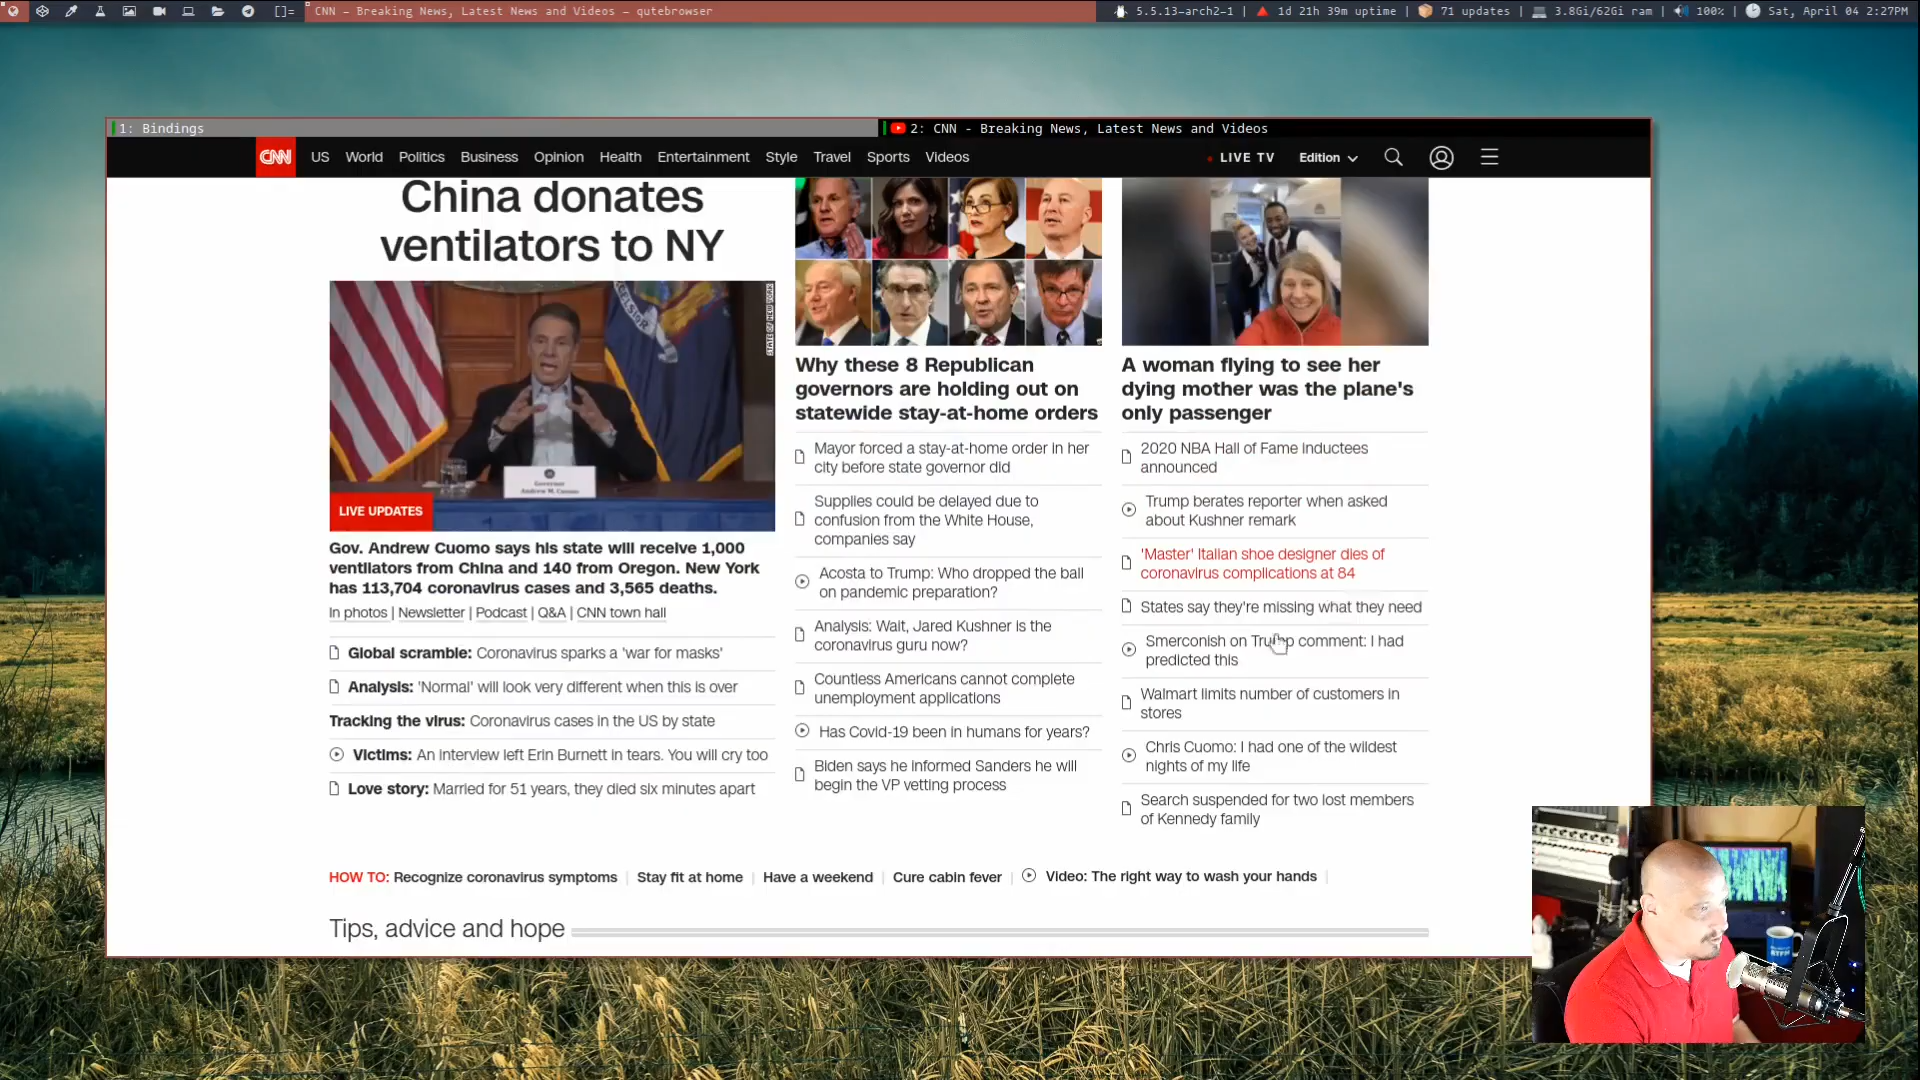 []= CNN – Breaking News, Latest News and Videos – qutebrowser
5.5.13-arch2-1 | 1d 21h 39m uptime | 71 updates | 3.8Gi/62Gi ram | 100% | Sat, April 04 2:27PM
1: Bindings
2: CNN - Breaking News, Latest News and Videos
CNN US World Politics Business Opinion Health Entertainment Style Travel Sports Videos
LIVE TV Edition
China donates
ventilators to NY
STATE OF NEW YORK
EXCELSIOR
Governor
Andrew M. Cuomo
LIVE UPDATES
Gov. Andrew Cuomo says his state will receive 1,000
ventilators from China and 140 from Oregon. New York
has 113,704 coronavirus cases and 3,565 deaths.
In photos | Newsletter | Podcast | Q&A | CNN town hall
Global scramble: Coronavirus sparks a 'war for masks'
Analysis: 'Normal' will look very different when this is over
Tracking the virus: Coronavirus cases in the US by state
Victims: An interview left Erin Burnett in tears. You will cry too
Love story: Married for 51 years, they died six minutes apart
Why these 8 Republican
governors are holding out on
statewide stay-at-home orders
Mayor forced a stay-at-home order in her
city before state governor did
Supplies could be delayed due to
confusion from the White House,
companies say
Acosta to Trump: Who dropped the ball
on pandemic preparation?
Analysis: Wait, Jared Kushner is the
coronavirus guru now?
Countless Americans cannot complete
unemployment applications
Has Covid-19 been in humans for years?
Biden says he informed Sanders he will
begin the VP vetting process
A woman flying to see her
dying mother was the plane's
only passenger
2020 NBA Hall of Fame inductees
announced
Trump berates reporter when asked
about Kushner remark
'Master' Italian shoe designer dies of
coronavirus complications at 84
States say they're missing what they need
Smerconish on Trump comment: I had
predicted this
Walmart limits number of customers in
stores
Chris Cuomo: I had one of the wildest
nights of my life
Search suspended for two lost members
of Kennedy family
HOW TO: Recognize coronavirus symptoms | Stay fit at home | Have a weekend | Cure cabin fever | Video: The right way to wash your hands |
Tips, advice and hope